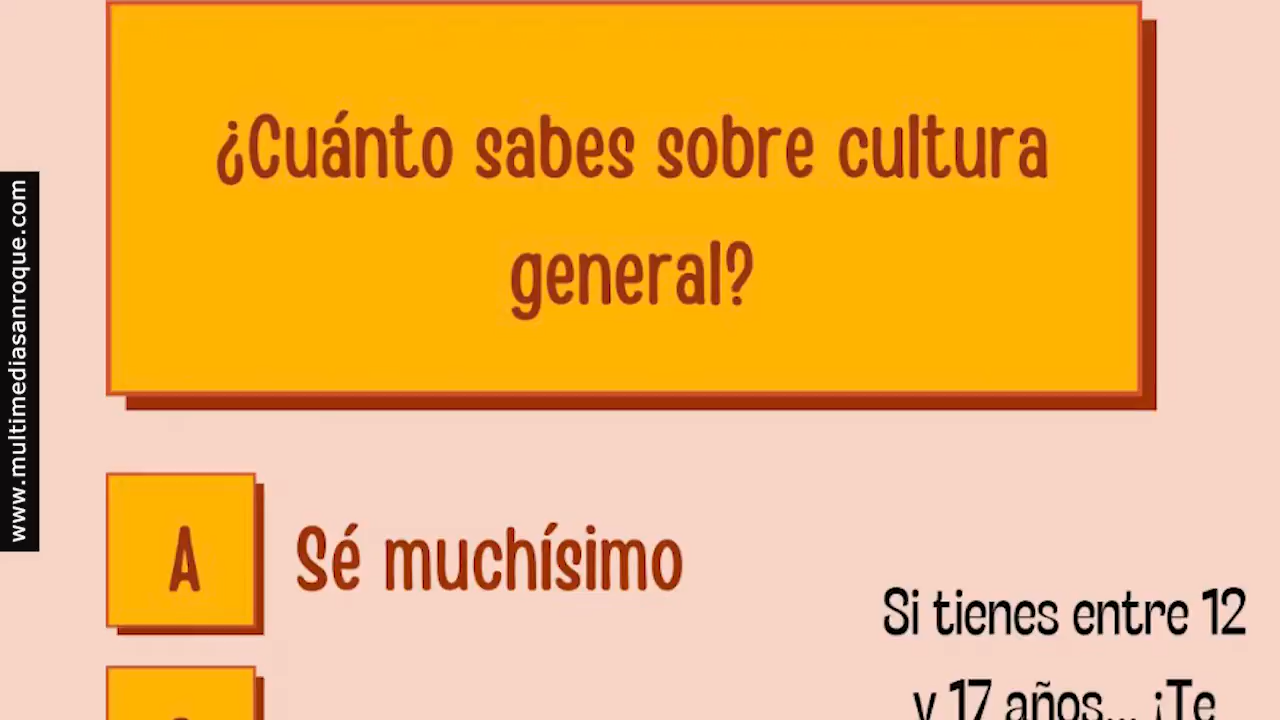 ¿Cuánto sabes sobre cultura
general?
www.multimediasanroque.com
A
Sé muchísimo
Si tienes entre 12
y 17 años... ¡Te